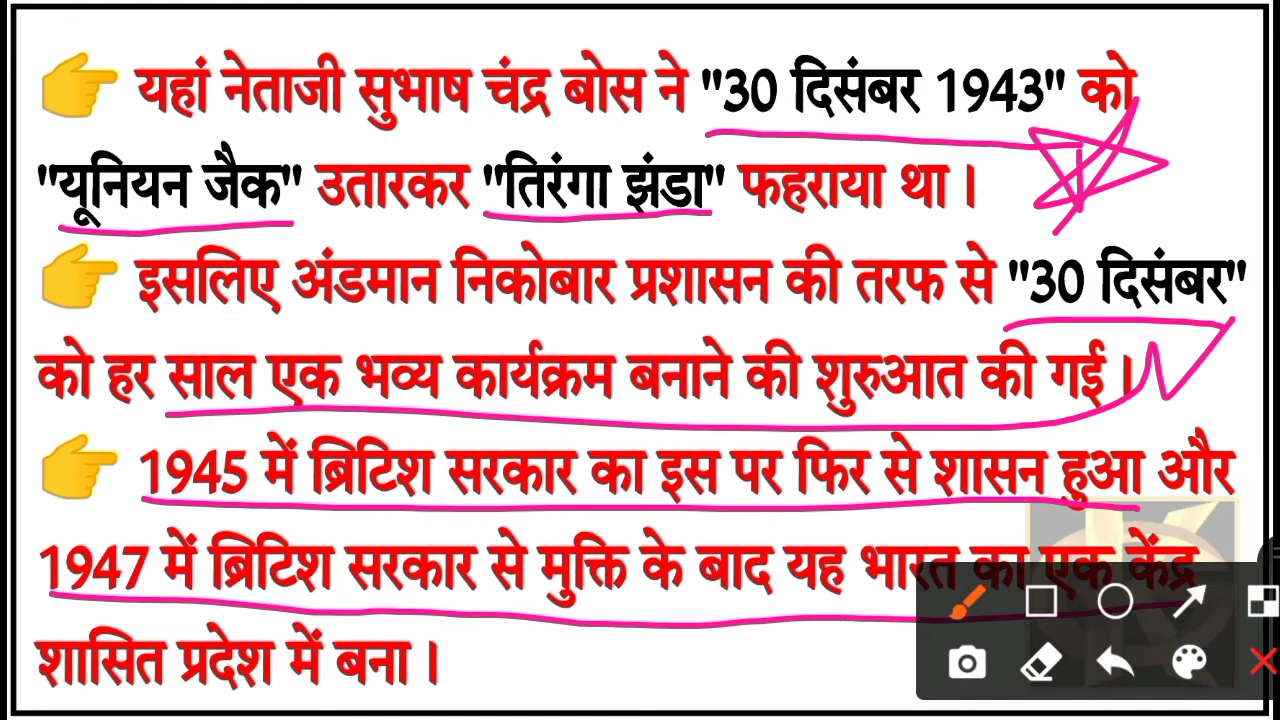 👉 यहां नेताजी सुभाष चंद्र बोस ने "30 दिसंबर 1943" को
"यूनियन जैक" उतारकर "तिरंगा झंडा" फहराया था।
👉 इसलिए अंडमान निकोबार प्रशासन की तरफ से "30 दिसंबर"
को हर साल एक भव्य कार्यक्रम बनाने की शुरुआत की गई।
👉 1945 में ब्रिटिश सरकार का इस पर फिर से शासन हुआ और
1947 में ब्रिटिश सरकार से मुक्ति के बाद यह भारत का एक केंद्र
शासित प्रदेश में बना।